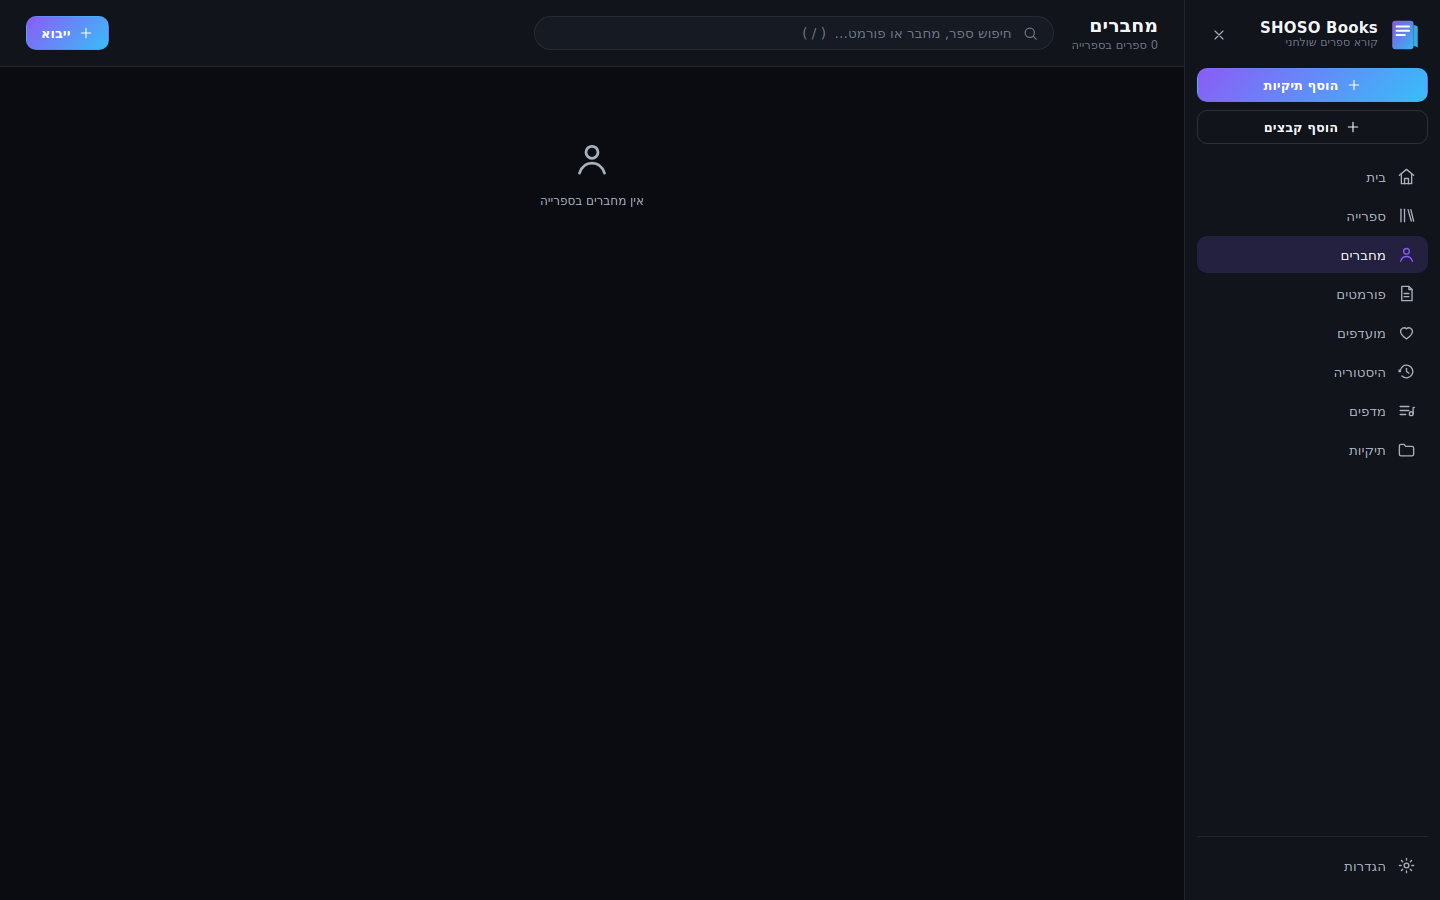 SHOSO Books
קורא ספרים שולחני
הוסף תיקיות
הוסף קבצים
בית
ספרייה
מחברים
פורמטים
מועדפים
היסטוריה
מדפים
תיקיות
הגדרות
מחברים
0 ספרים בספרייה
חיפוש ספר, מחבר או פורמט... ( / )
ייבוא
אין מחברים בספרייה